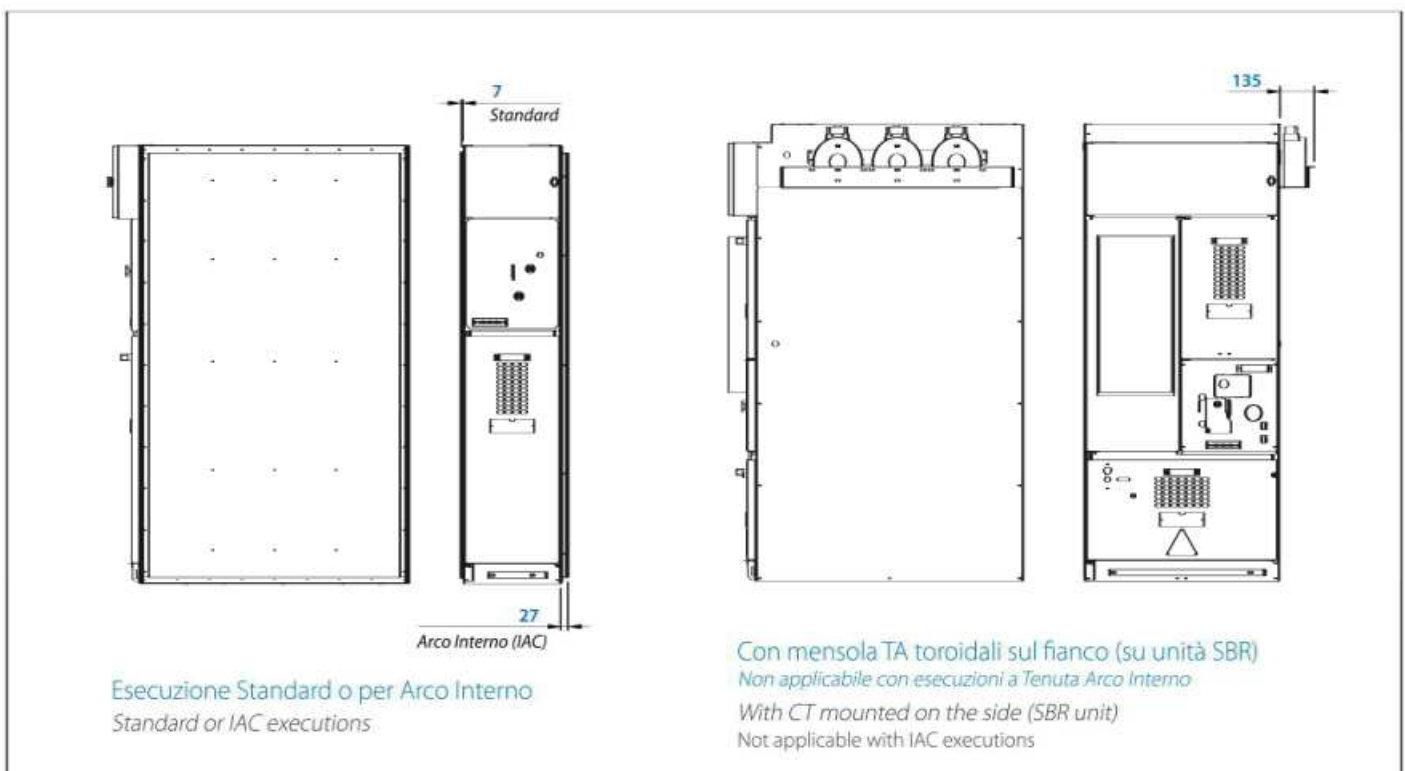 7
Standard
27
Arco Interno (IAC)
Esecuzione Standard o per Arco Interno
Standard or IAC executions
135
Con mensola TA toroidali sul fianco (su unità SBR)
Non applicabile con esecuzioni a Tenuta Arco Interno
With CT mounted on the side (SBR unit)
Not applicable with IAC executions